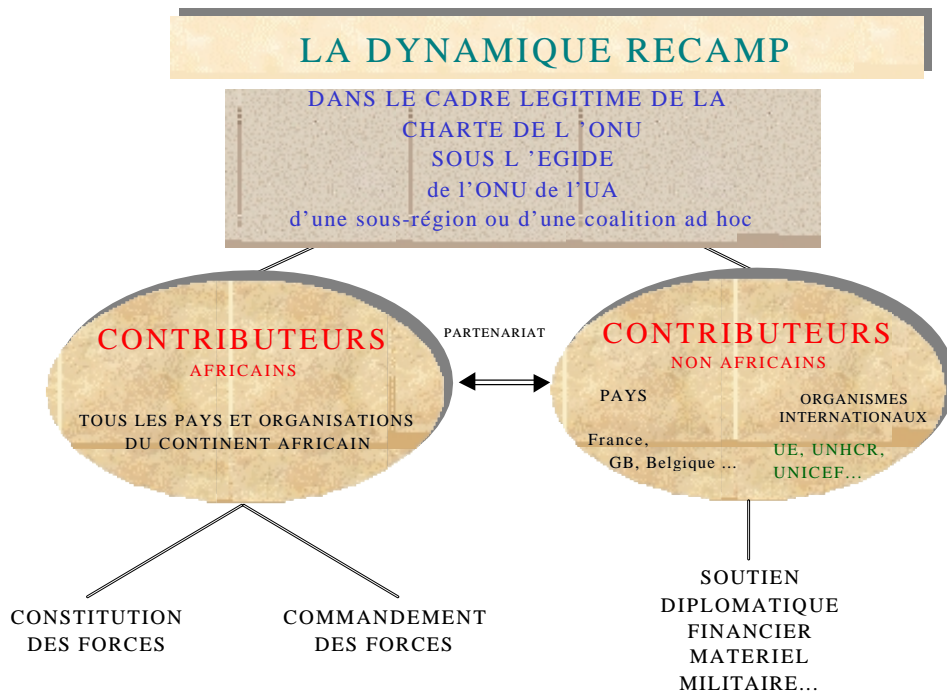 LA DYNAMIQUE RECAMP
DANS LE CADRE LEGITIME DE LA
CHARTE DE L ’ONU
SOUS L ’EGIDE
de l’ONU de l’UA
d’une sous-région ou d’une coalition ad hoc
CONTRIBUTEURS
AFRICAINS
TOUS LES PAYS ET ORGANISATIONS
DU CONTINENT AFRICAIN
PARTENARIAT
CONTRIBUTEURS
NON AFRICAINS
PAYS
France,
GB, Belgique ...
ORGANISMES
INTERNATIONAUX
UE, UNHCR,
UNICEF...
CONSTITUTION
DES FORCES
COMMANDEMENT
DES FORCES
SOUTIEN
DIPLOMATIQUE
FINANCIER
MATERIEL
MILITAIRE...